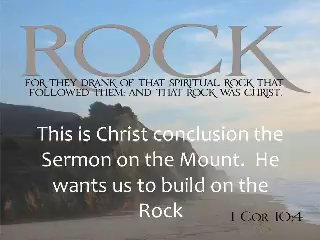 ROCK
FOR THEY DRANK OF THAT SPIRITUAL ROCK THAT
FOLLOWED THEM: AND THAT ROCK WAS CHRIST.
This is Christ conclusion the
Sermon on the Mount.  He
wants us to build on the
Rock
1 COR 10:4